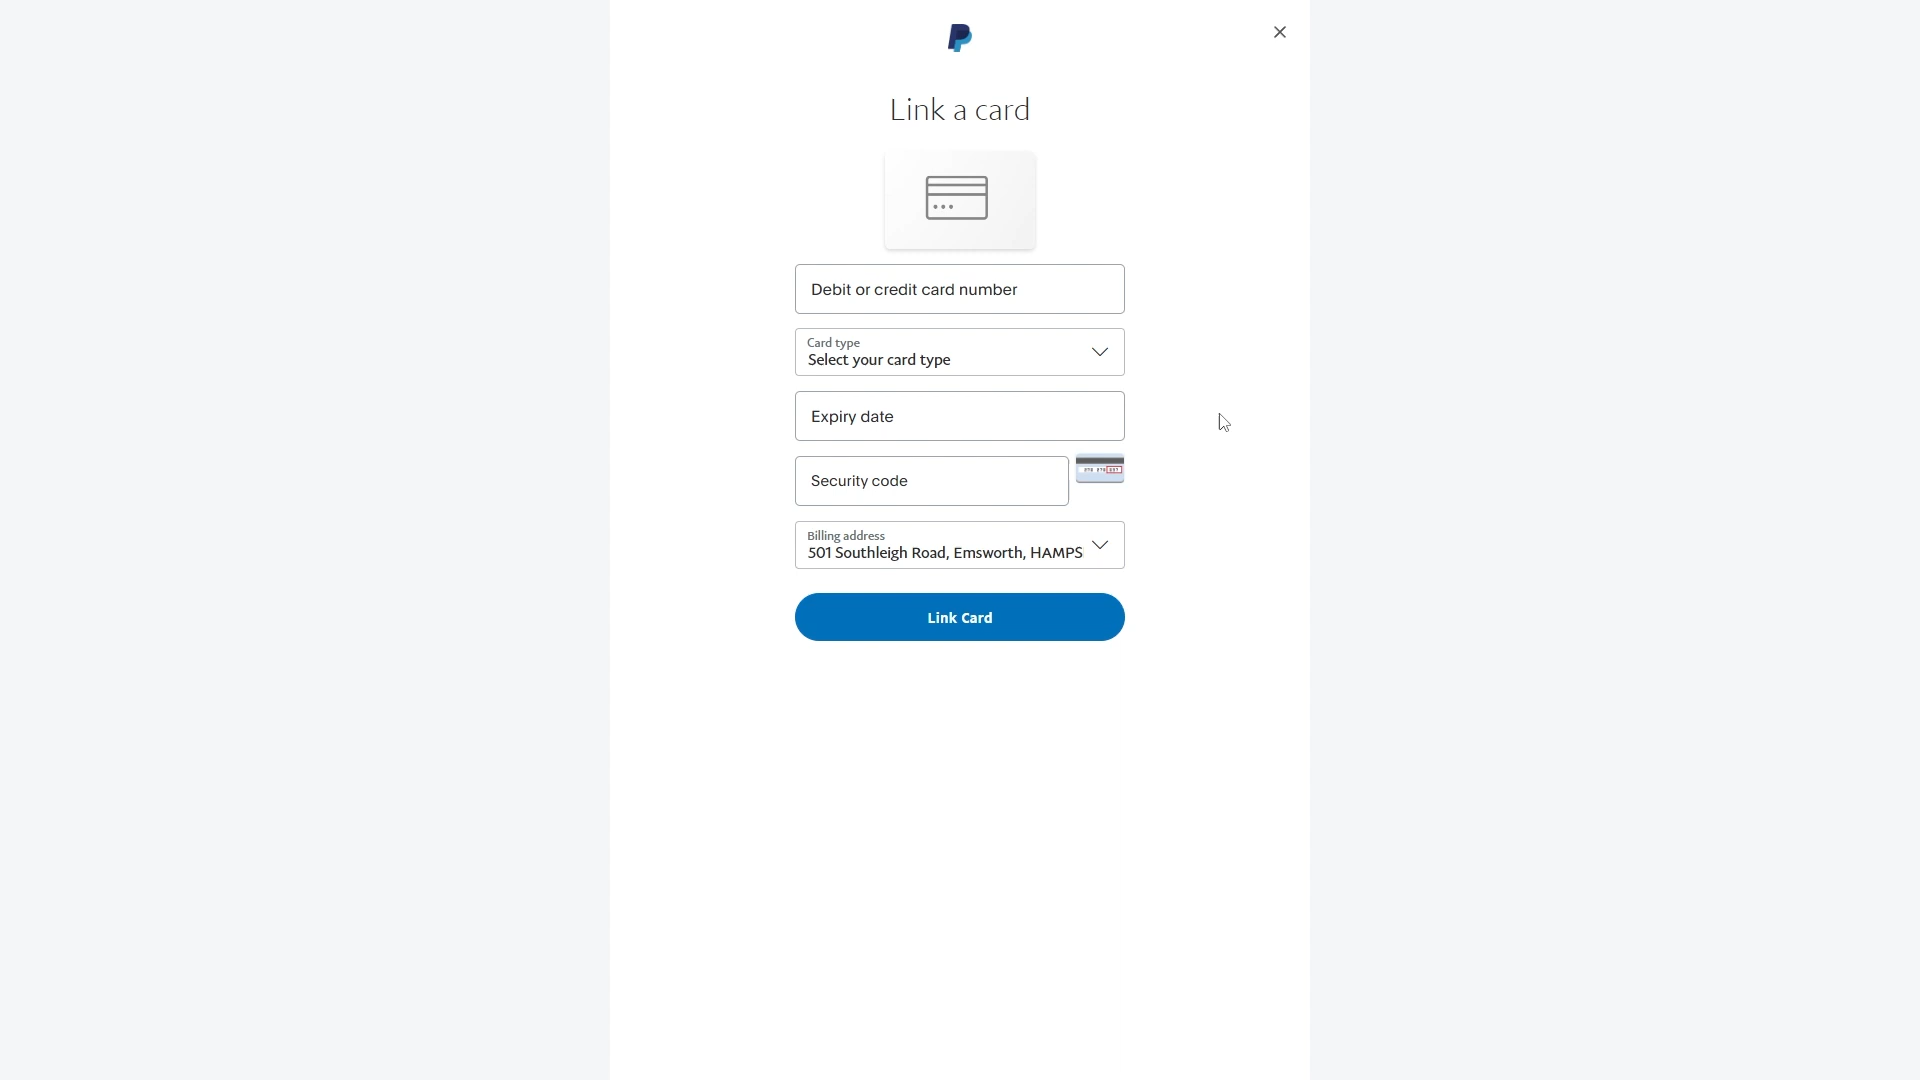 Link a card
Debit or credit card number
Card type
Select your card type
Expiry date
Security code
Billing address
501 Southleigh Road, Emsworth, HAMPS
Link Card